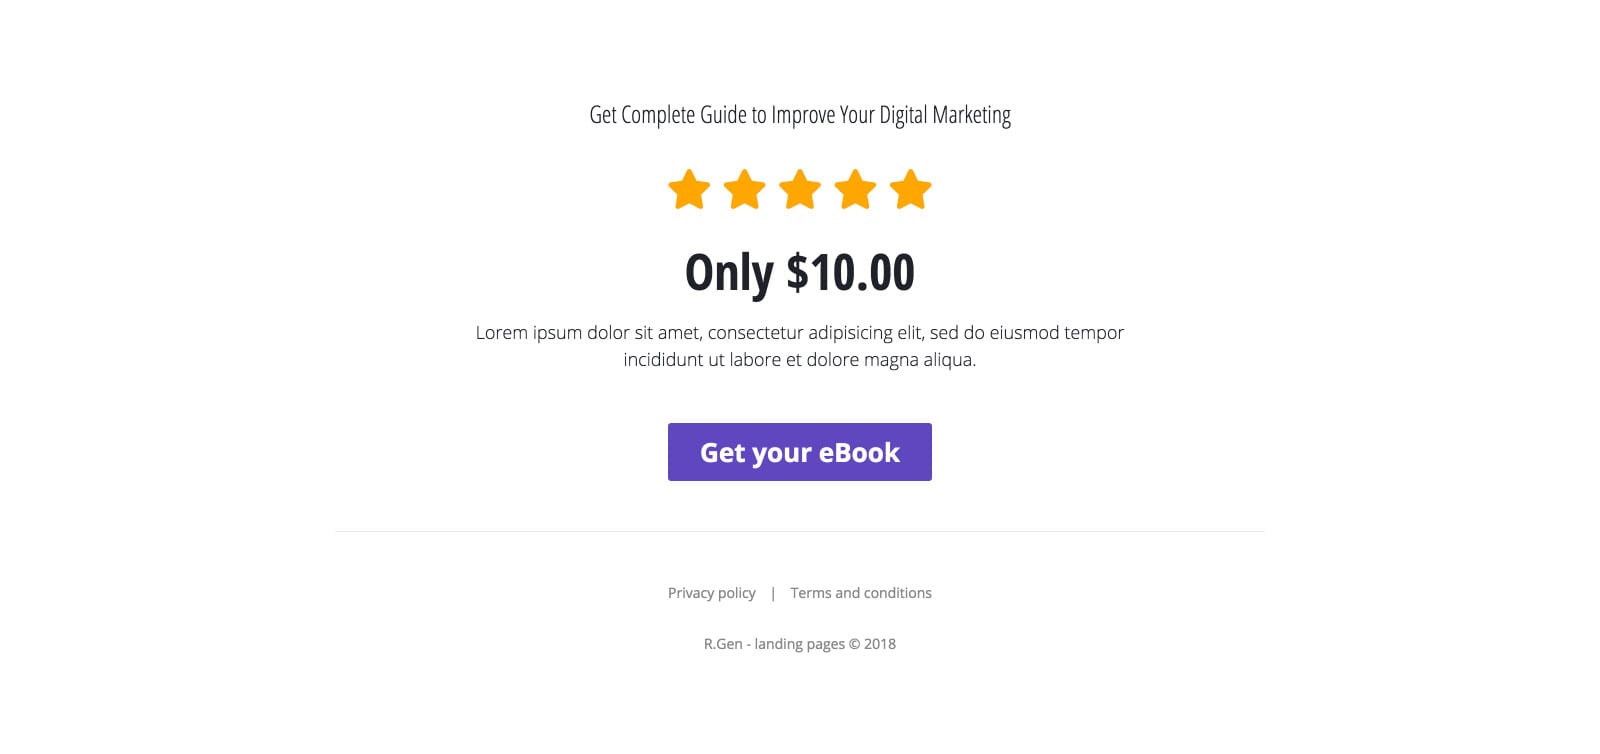 Get Complete Guide to Improve Your Digital Marketing
Only $10.00
Lorem ipsum dolor sit amet, consectetur adipisicing elit, sed do eiusmod tempor
incididunt ut labore et dolore magna aliqua.
Get your eBook
Privacy policy | Terms and conditions
R.Gen - landing pages © 2018